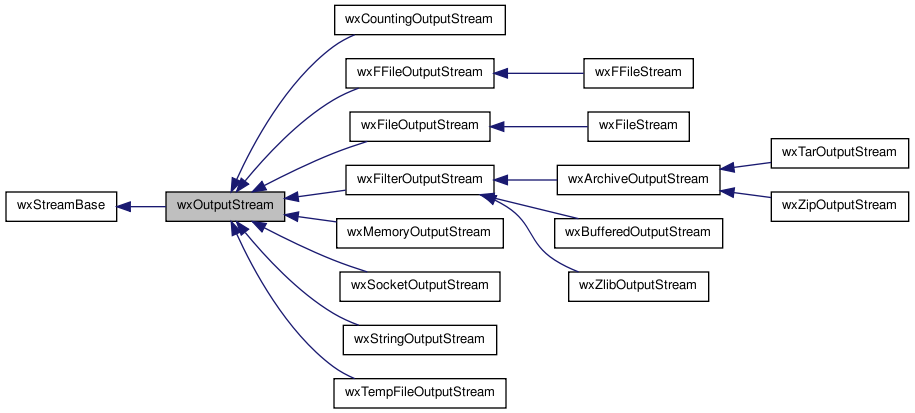 wxCountingOutputStream
wxFFileOutputStream
wxFFileStream
wxFileOutputStream
wxFileStream
wxTarOutputStream
wxFilterOutputStream
wxArchiveOutputStream
wxStreamBase
wxOutputStream
wxZipOutputStream
wxMemoryOutputStream
wxBufferedOutputStream
wxSocketOutputStream
wxZlibOutputStream
wxStringOutputStream
wxTempFileOutputStream